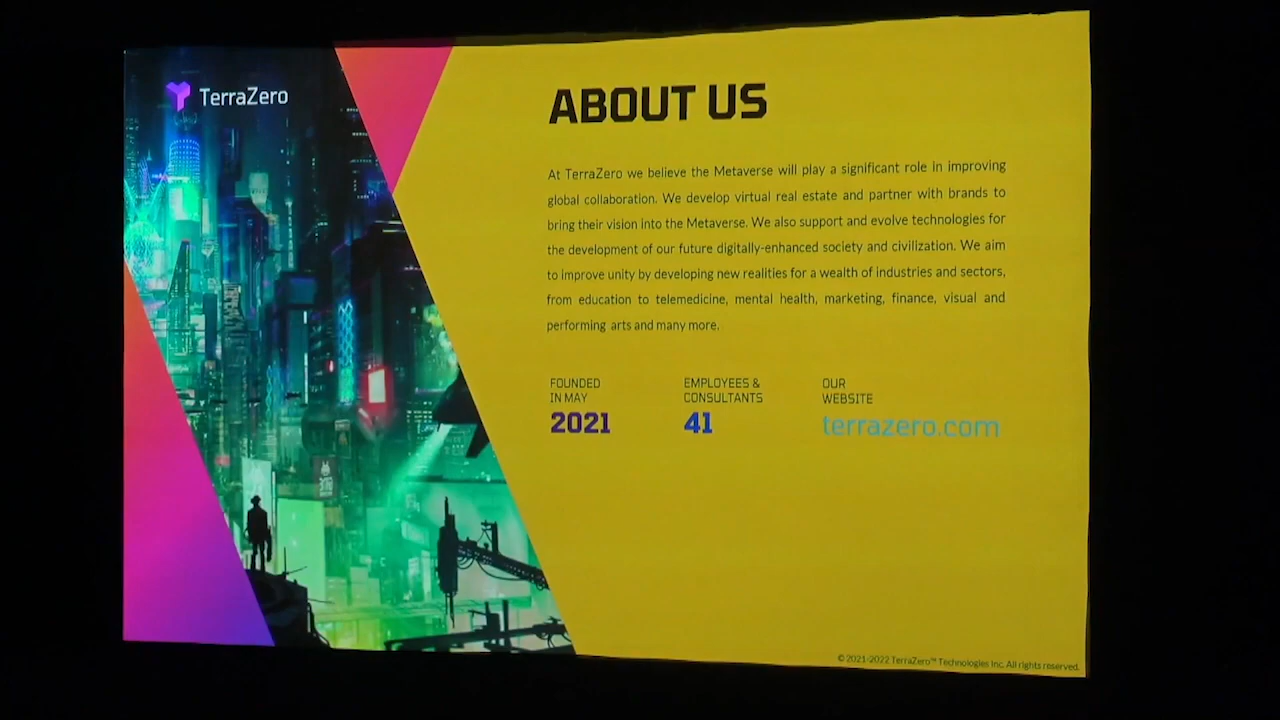 TerraZero
ABOUT US
At TerraZero we believe the Metaverse will play a significant role in improving
global collaboration. We develop virtual real estate and partner with brands to
bring their vision into the Metaverse. We also support and evolve technologies for
the development of our future digitally-enhanced society and civilization. We aim
to improve unity by developing new realities for a wealth of industries and sectors,
from education to telemedicine, mental health, marketing, finance, visual and
performing arts and many more.
FOUNDED
IN MAY
2021
EMPLOYEES &
CONSULTANTS
41
OUR
WEBSITE
terrazero.com
© 2021-2022 TerraZero™ Technologies Inc. All rights reserved.